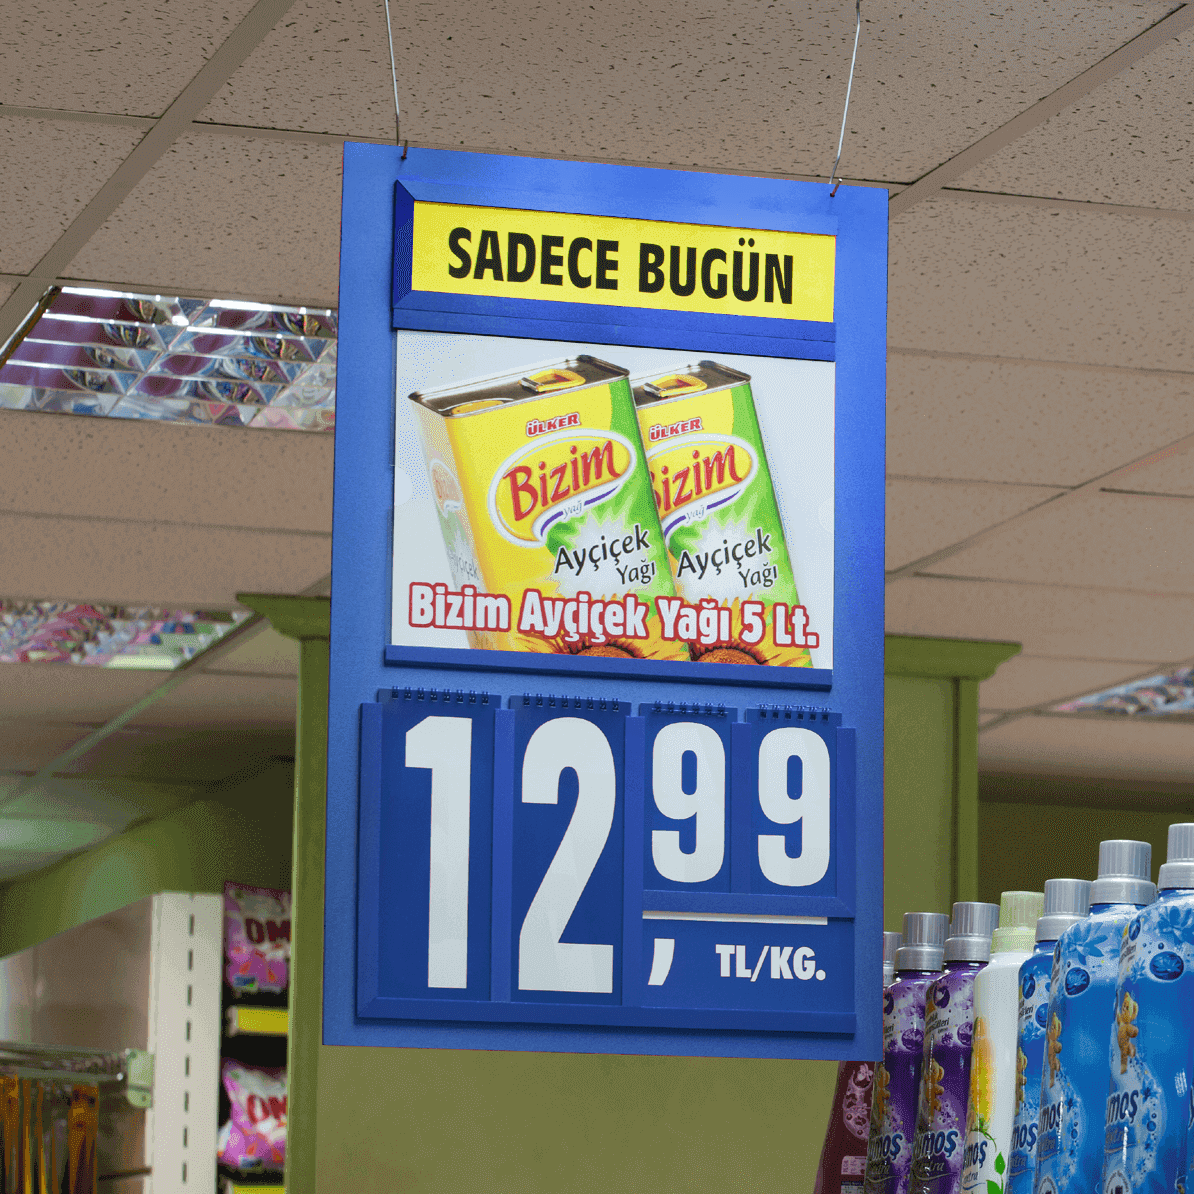 SADECE BUGÜN
ÜLKER
Bizim
yağ
Ayçiçek
Yağı
ÜLKER
Bizim
yağ
Ayçiçek
Yağı
Ayçiçek
Bizim Ayçiçek Yağı 5 Lt.
12,99
TL/KG.